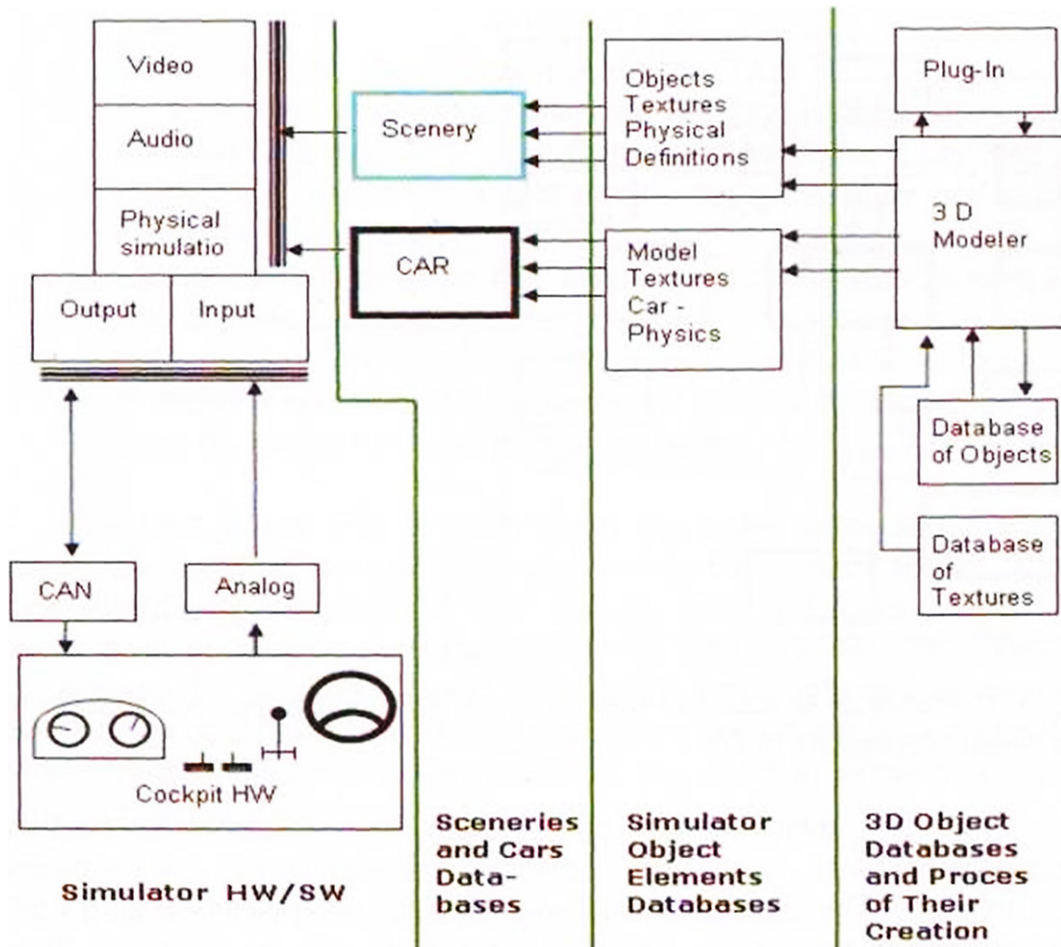 Video
Audio
Physical
simulatio
Output
Input
CAN
Analog
Cockpit HW
Simulator HW/SW
Scenery
CAR
Sceneries
and Cars
Data-
bases
Objects
Textures
Physical
Definitions
Model
Textures
Car -
Physics
Simulator
Object
Elements
Databases
Plug-In
3 D
Modeler
Database
of Objects
Database
of
Textures
3D Object
Databases
and Proces
of Their
Creation